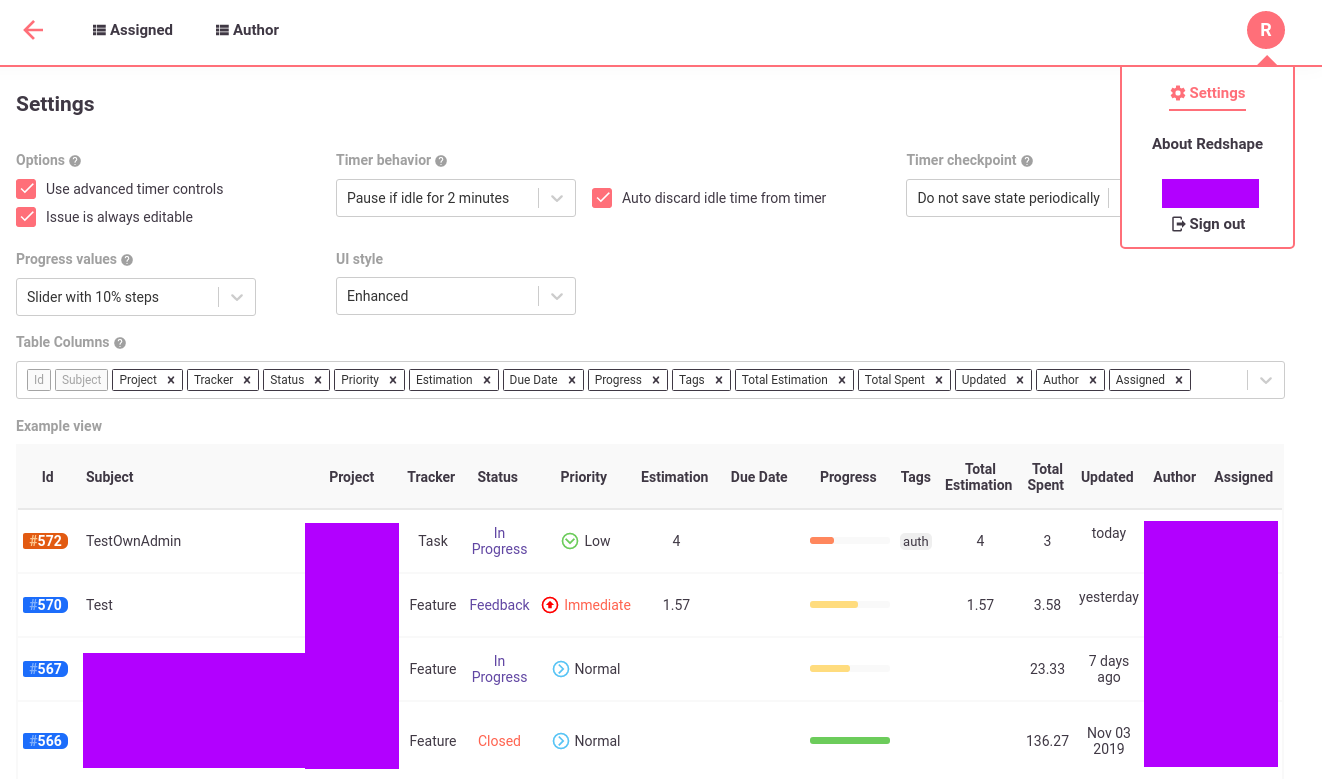 Assigned Author R
Settings
About Redshape
Sign out
Settings
Options Timer behavior Timer checkpoint
Use advanced timer controls
Issue is always editable
Pause if idle for 2 minutes
Auto discard idle time from timer
Do not save state periodically
Progress values UI style
Slider with 10% steps Enhanced
Table Columns
Id Subject Project Tracker Status Priority Estimation Due Date Progress Tags Total Estimation Total Spent Updated Author Assigned
Example view
Id Subject Project Tracker Status Priority Estimation Due Date Progress Tags Total Estimation Total Spent Updated Author Assigned
#572 TestOwnAdmin Task In Progress Low 4 auth 4 3 today
#570 Test Feature Feedback Immediate 1.57 1.57 3.58 yesterday
#567 Feature In Progress Normal 23.33 7 days ago
#566 Feature Closed Normal 136.27 Nov 03 2019